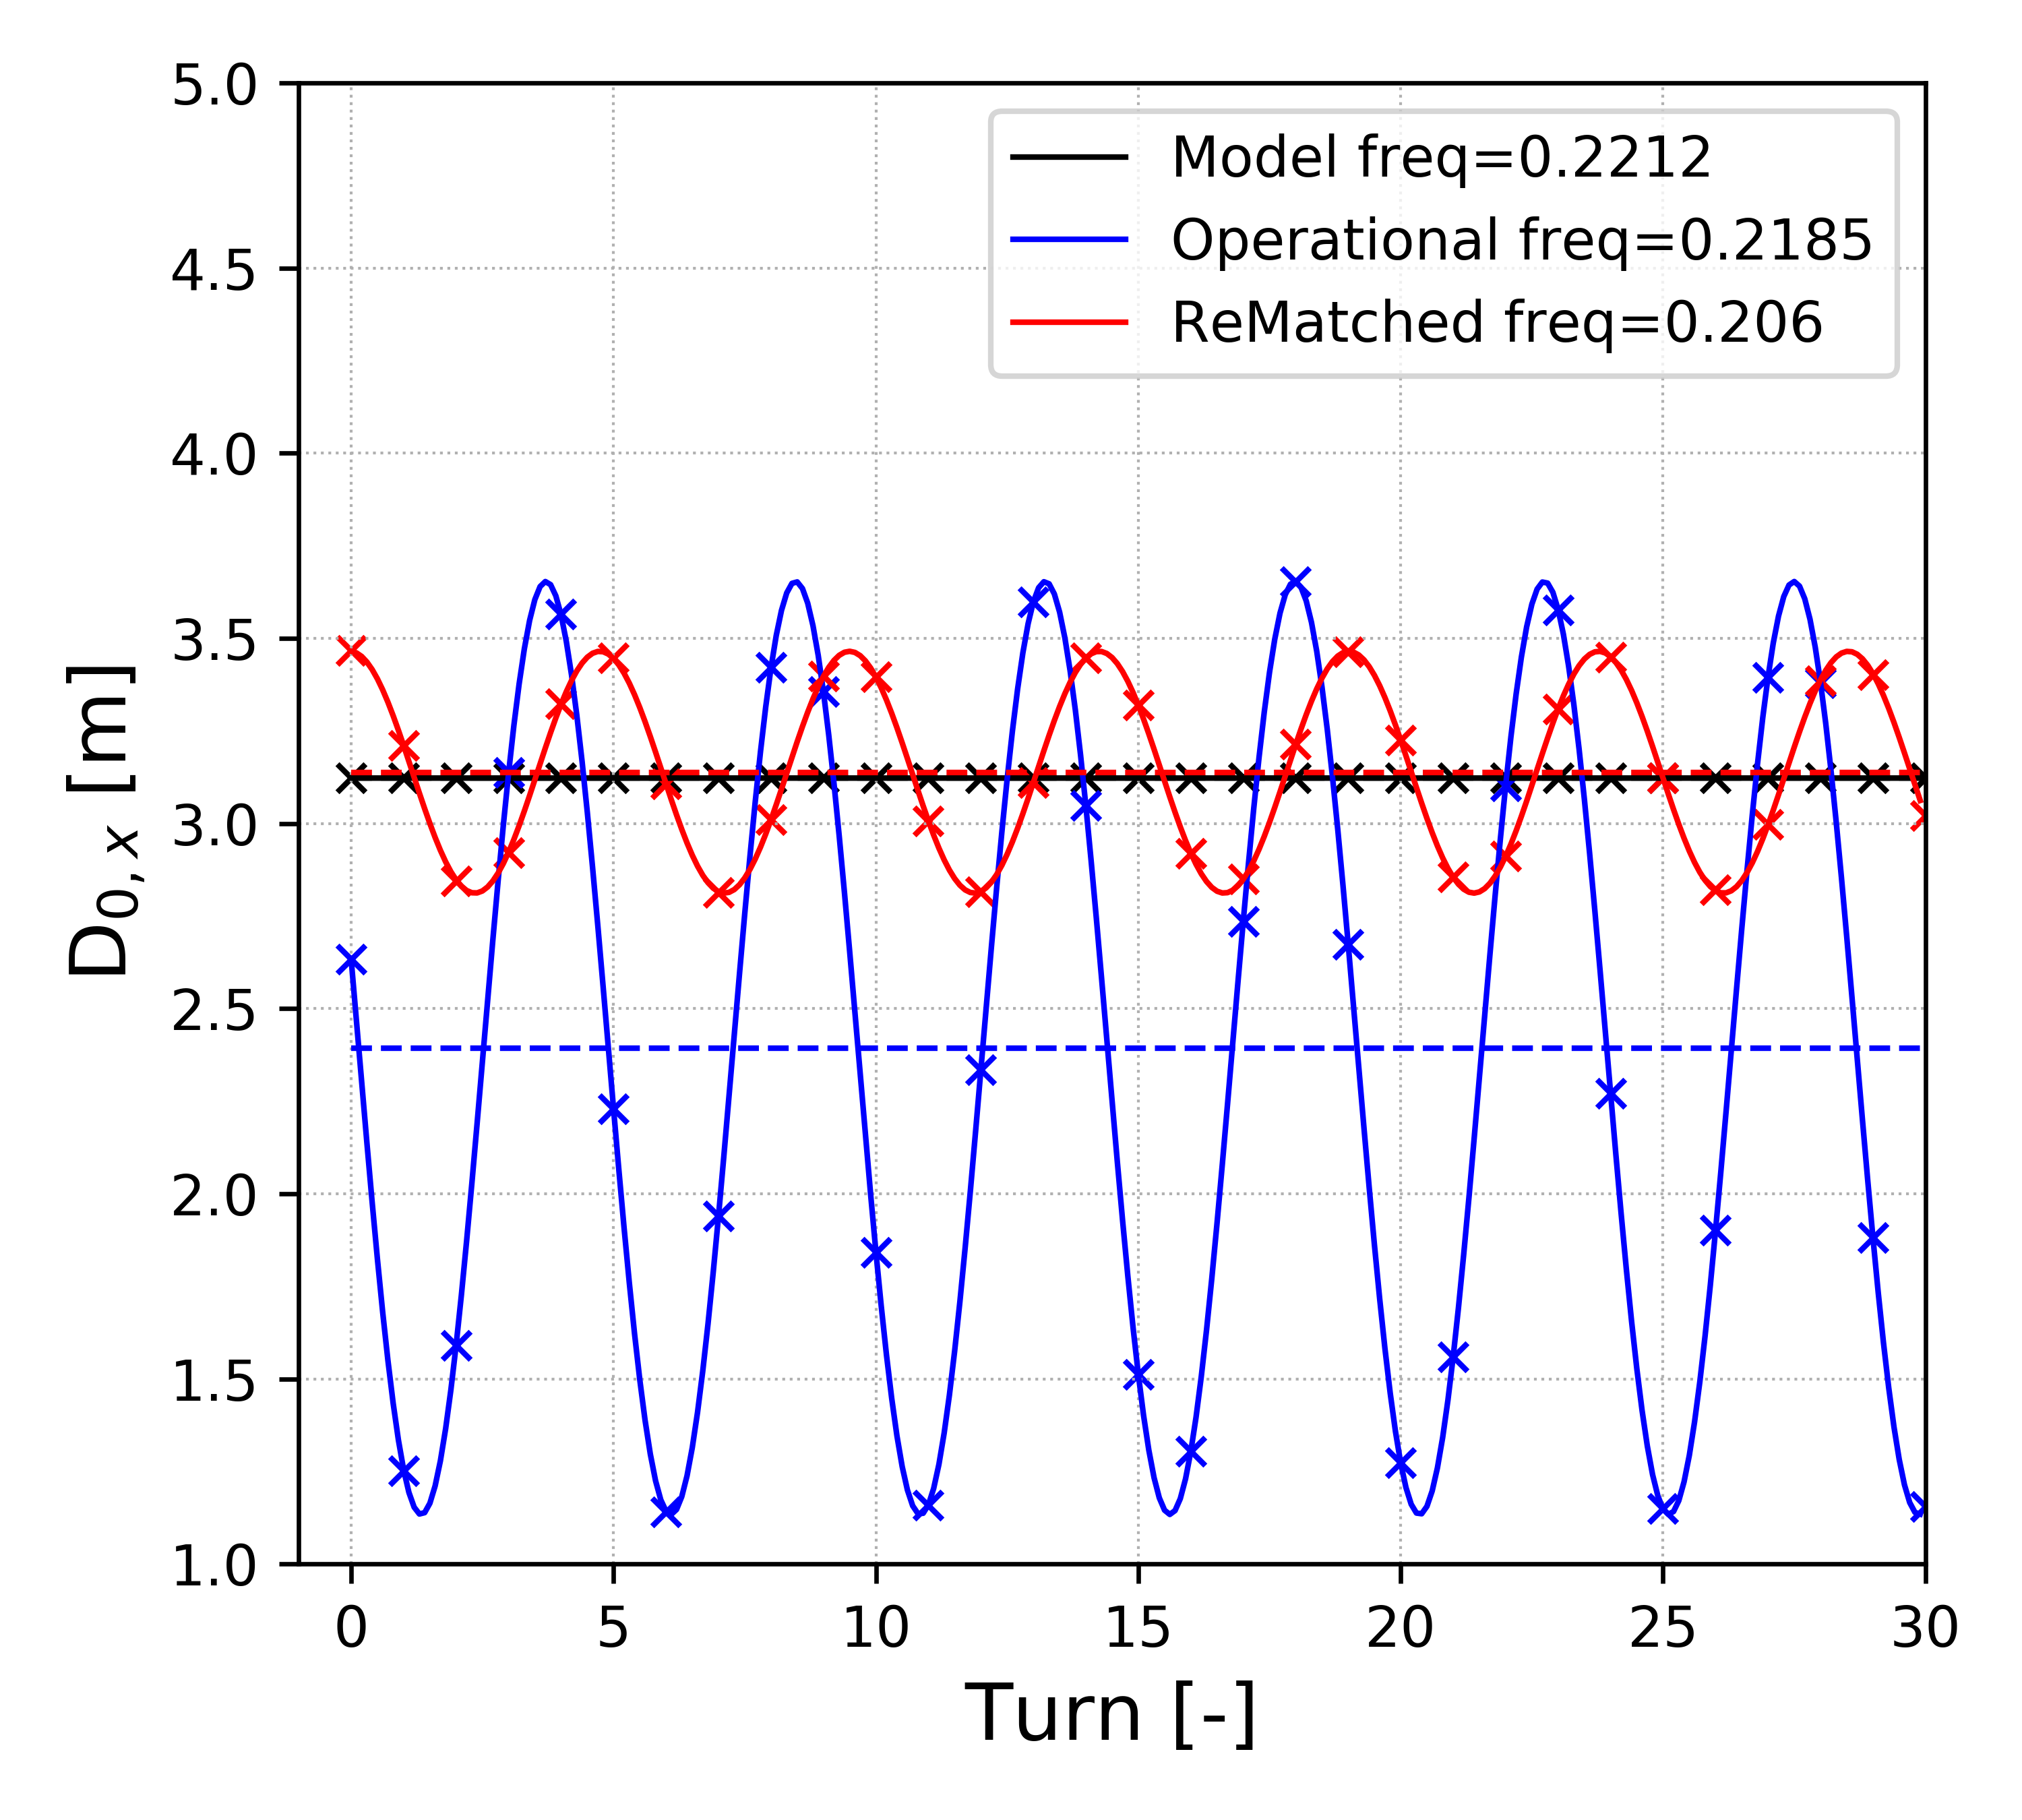 5.0
4.5
4.0
3.5
3.0
2.5
2.0
1.5
1.0
D0,x [m]
Model freq=0.2212
Operational freq=0.2185
ReMatched freq=0.206
0 5 10 15 20 25 30
Turn [-]